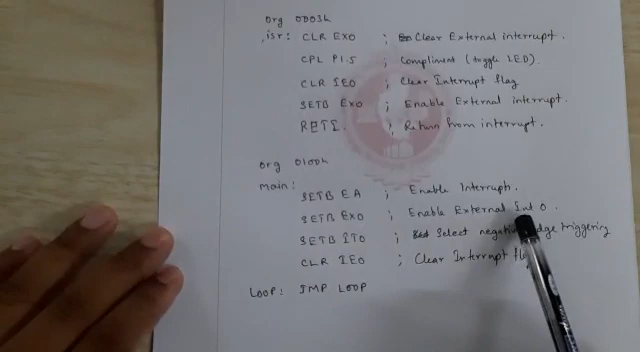 org 0003h
isr: CLR EX0 ; Clear External interrupt.
CPL P1.5 ; Compliment (toggle LED).
CLR IE0 ; Clear Interrupt flag
SETB EX0 ; Enable External interrupt.
RETI. ; Return from interrupt.
org 0100h
main: SETB EA ; Enable Interrupt.
SETB EX0 ; Enable External Int 0.
SETB IT0 ; Select edge triggering
CLR IE0 ; Clear Interrupt
LOOP: JMP LOOP